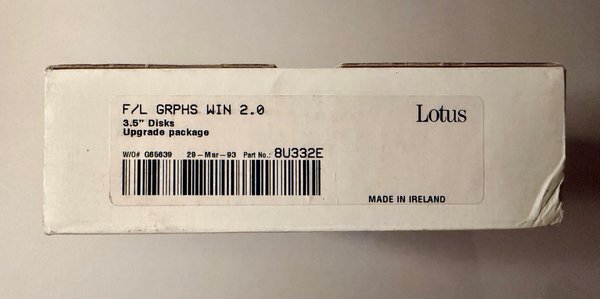 F/L GRPHS WIN 2.0
Lotus
3.5" Disks
Upgrade package
W/O# G65639 29-Mar-93 Part No.: 8U332E
MADE IN IRELAND